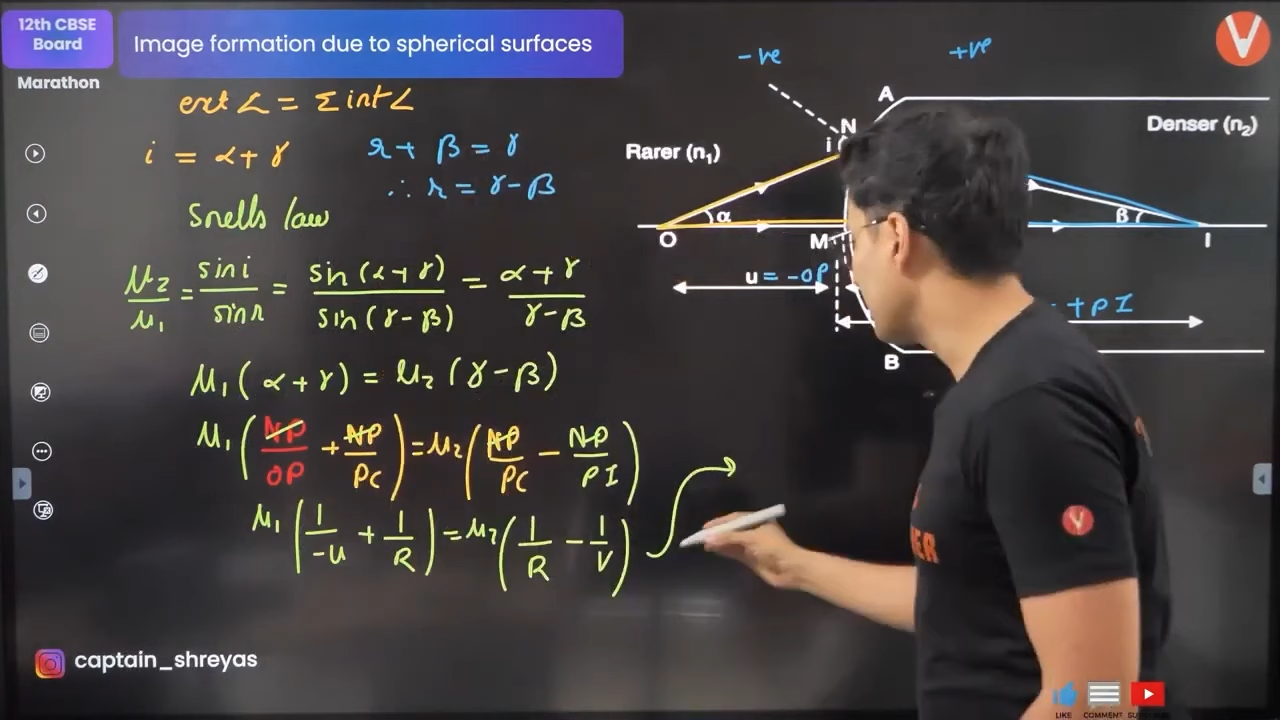 12th CBSE
Board
Marathon
Image formation due to spherical surfaces
ext ∠ = Σ int ∠
i = α + γ
r + β = γ
∴ r = γ - β
Snells law
μ₂/μ₁ = sin i/sin r = sin (α + γ)/sin (γ - β) = α + γ/γ - β
μ₁ (α + γ) = μ₂ (γ - β)
μ₁ (NP/OP + NP/PC) = μ₂ (NP/PC - NP/PI)
μ₁ (1/-u + 1/R) = μ₂ (1/R - 1/V)
-ve
+ve
A
N
i
Rarer (n₁)
Denser (n₂)
α
β
O
M
I
u = -OP
+ PI
B
captain_shreyas
LIKE
COMMENT